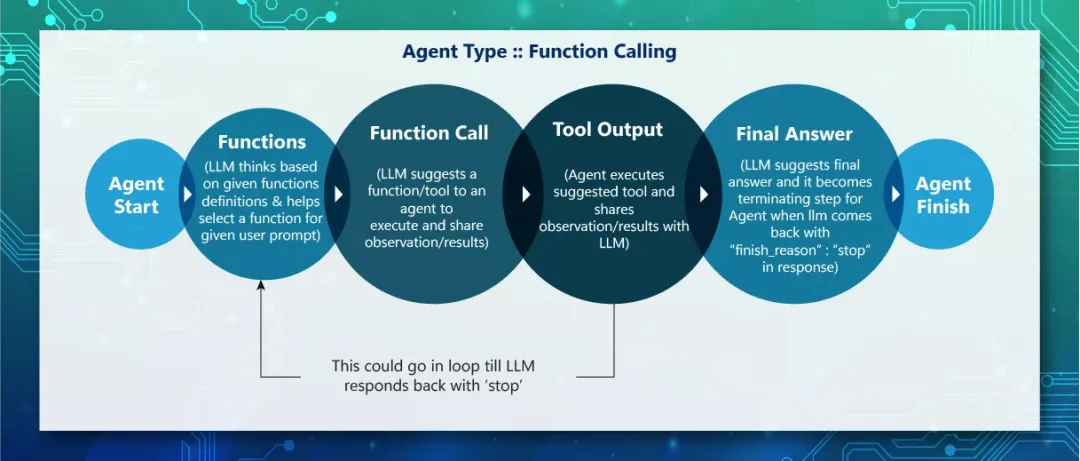 Agent Type :: Function Calling
Agent
Start
Functions
(LLM thinks based
on given functions
definitions & helps
select a function for
given user prompt)
Function Call
(LLM suggests a
function/tool to an
agent to
execute and share
observation/results)
Tool Output
(Agent executes
suggested tool and
shares
observation/results with
LLM)
Final Answer
(LLM suggests final
answer and it becomes
terminating step for
Agent when llm comes
back with
“finish_reason” : “stop”
in response)
Agent
Finish
This could go in loop till LLM
responds back with ‘stop’